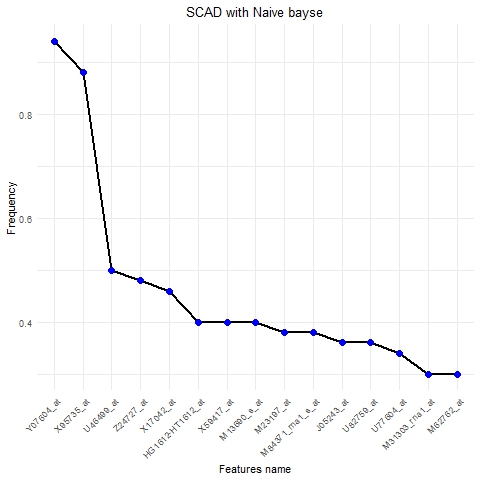 SCAD with Naive bayse
Frequency
0.8
0.6
0.4
Y07604_at
X95735_at
U46499_at
Z24727_at
X17042_at
HG1612-HT1612_at
X59417_at
M13690_s_at
M23197_at
M84371_rna1_s_at
J05243_at
U82759_at
U77604_at
M31303_rna1_at
M62762_at
Features name